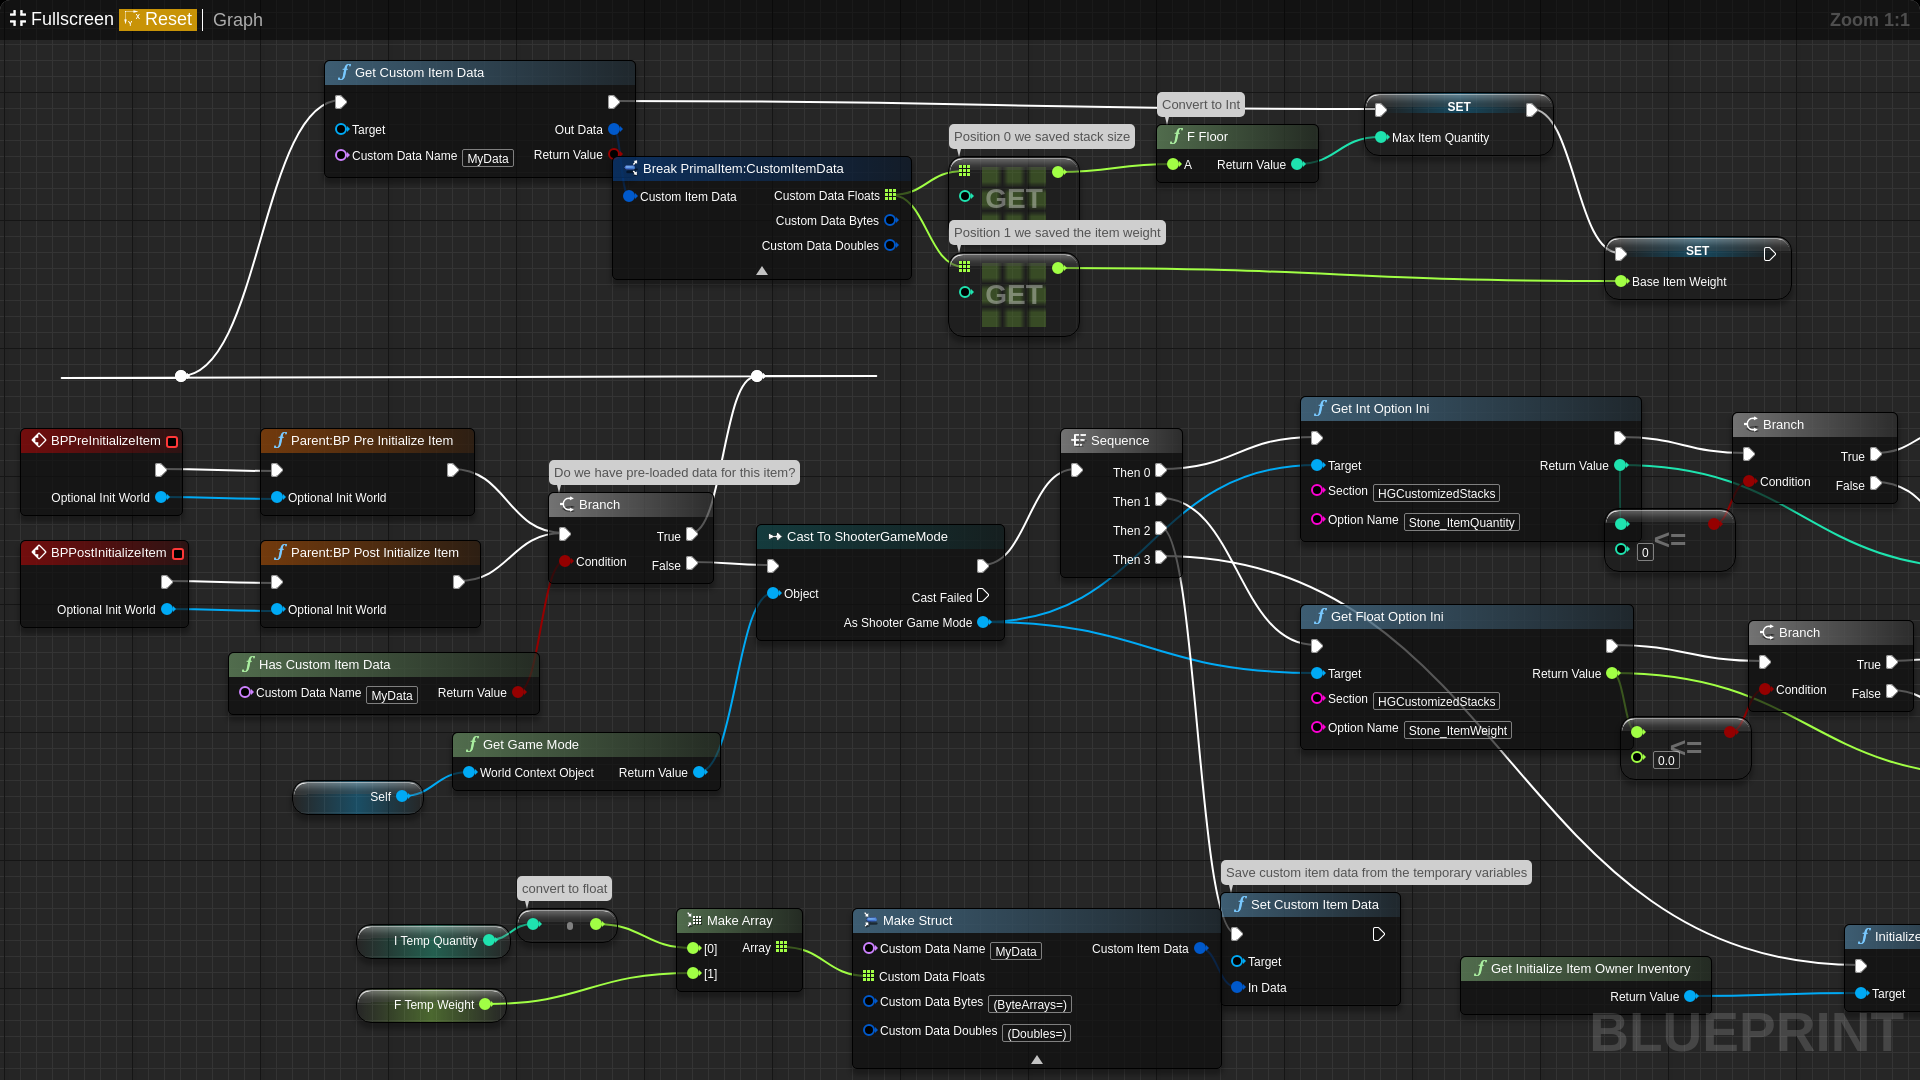 Fullscreen Reset Graph Zoom 1:1
Get Custom Item Data
Target Out Data
Custom Data Name MyData Return Value
Break PrimalItem:CustomItemData
Custom Item Data Custom Data Floats
Custom Data Bytes
Custom Data Doubles
Position 0 we saved stack size
GET
Position 1 we saved the item weight
GET
Convert to Int
F Floor
A Return Value
SET
Max Item Quantity
SET
Base Item Weight
BPPreInitializeItem
Optional Init World
Parent:BP Pre Initialize Item
Optional Init World
BPPostInitializeItem
Optional Init World
Parent:BP Post Initialize Item
Optional Init World
Do we have pre-loaded data for this item?
Branch
True
Condition False
Has Custom Item Data
Custom Data Name MyData Return Value
Get Game Mode
World Context Object Return Value
Self
Cast To ShooterGameMode
Object Cast Failed
As Shooter Game Mode
Sequence
Then 0
Then 1
Then 2
Then 3
Get Int Option Ini
Target Return Value
Section HGCustomizedStacks
Option Name Stone_ItemQuantity
Branch
True
Condition False
<=
0
Get Float Option Ini
Target Return Value
Section HGCustomizedStacks
Option Name Stone_ItemWeight
Branch
True
Condition False
<=
0.0
convert to float
I Temp Quantity
F Temp Weight
Make Array
[0] Array
[1]
Make Struct
Custom Data Name MyData Custom Item Data
Custom Data Floats
Custom Data Bytes (ByteArrays=)
Custom Data Doubles (Doubles=)
Save custom item data from the temporary variables
Set Custom Item Data
Target
In Data
Get Initialize Item Owner Inventory
Return Value
Initialize
Target
BLUEPRINT